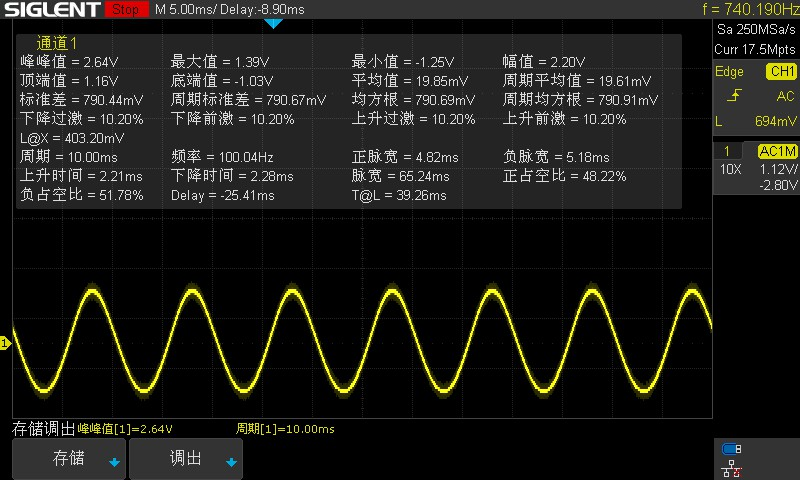 SIGLENT Stop M 5.00ms/ Delay:-8.90ms f = 740.190Hz
Sa 250MSa/s
Curr 17.5Mpts
通道1
峰峰值 = 2.64V 最大值 = 1.39V 最小值 = -1.25V 幅值 = 2.20V
顶端值 = 1.16V 底端值 = -1.03V 平均值 = 19.85mV 周期平均值 = 19.61mV
标准差 = 790.44mV 周期标准差 = 790.67mV 均方根 = 790.69mV 周期均方根 = 790.91mV
下降过激 = 10.20% 下降前激 = 10.20% 上升过激 = 10.20% 上升前激 = 10.20%
L@X = 403.20mV
周期 = 10.00ms 频率 = 100.04Hz 正脉宽 = 4.82ms 负脉宽 = 5.18ms
上升时间 = 2.21ms 下降时间 = 2.28ms 脉宽 = 65.24ms 正占空比 = 48.22%
负占空比 = 51.78% Delay = -25.41ms T@L = 39.26ms
Edge CH1
AC
L 694mV
1 AC1M
10X 1.12V/
-2.80V
1
存储调出 峰峰值[1]=2.64V 周期[1]=10.00ms
存储 调出